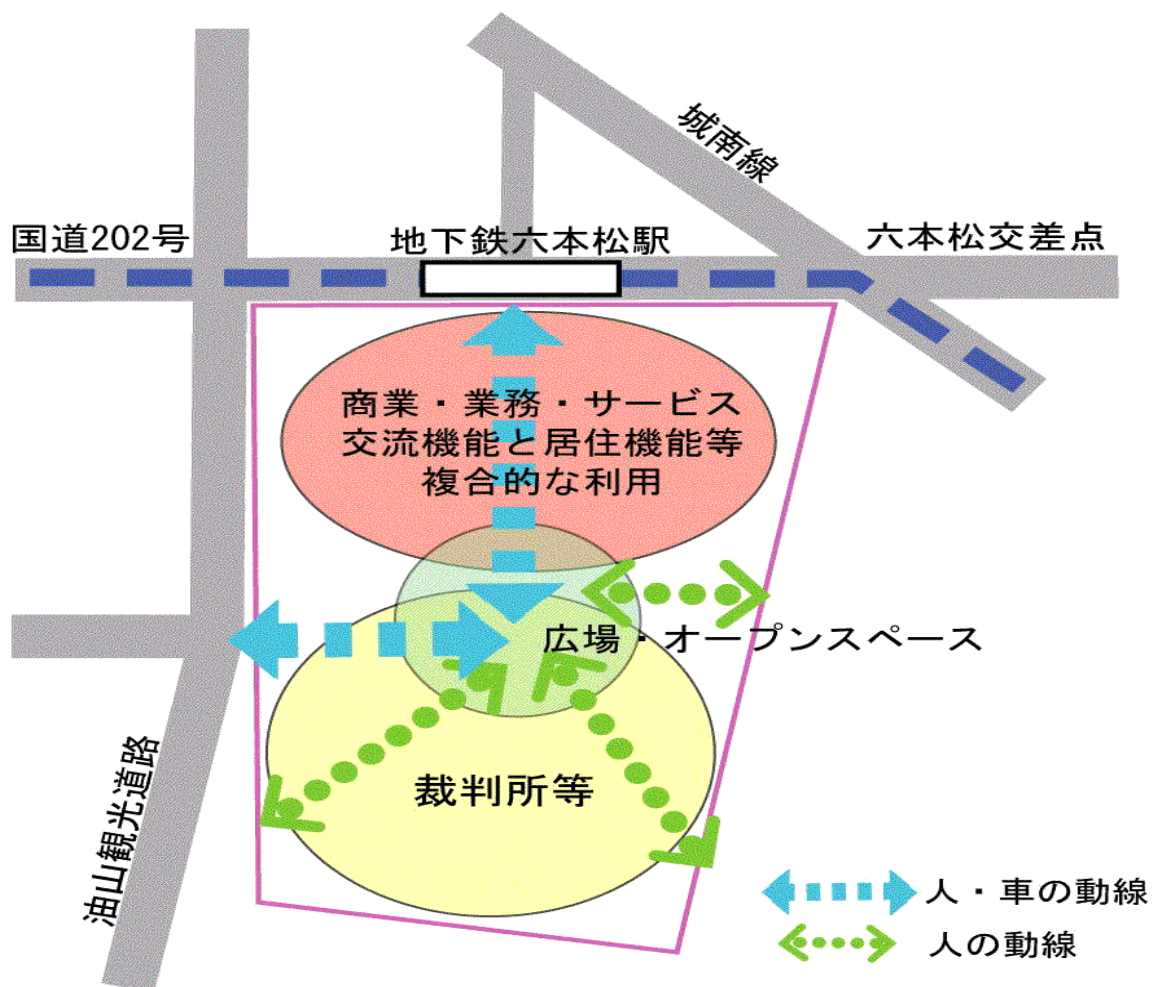 城南線
国道202号
地下鉄六本松駅
六本松交差点
商業・業務・サービス
交流機能と居住機能等
複合的な利用
広場・オープンスペース
裁判所等
油山観光道路
人・車の動線
人の動線